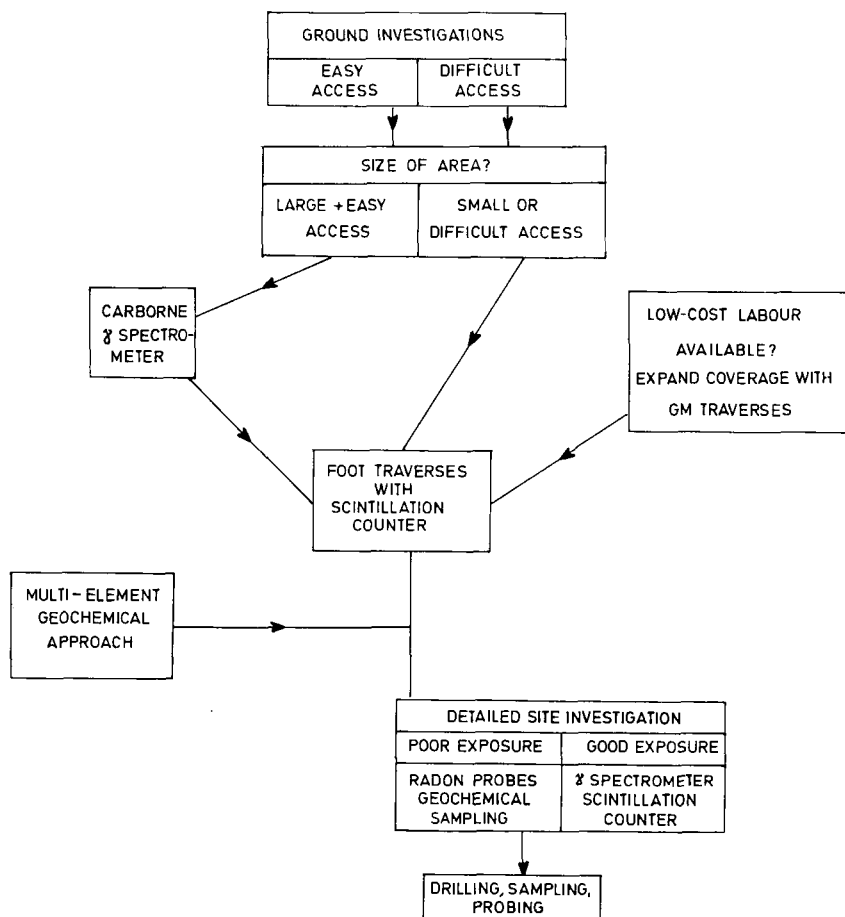 GROUND INVESTIGATIONS
EASY
ACCESS
DIFFICULT
ACCESS
SIZE OF AREA?
LARGE + EASY
ACCESS
SMALL OR
DIFFICULT ACCESS
CARBORNE
γ SPECTRO-
METER
LOW-COST LABOUR
AVAILABLE?
EXPAND COVERAGE WITH
GM TRAVERSES
FOOT TRAVERSES
WITH
SCINTILLATION
COUNTER
MULTI-ELEMENT
GEOCHEMICAL
APPROACH
DETAILED SITE INVESTIGATION
POOR EXPOSURE
GOOD EXPOSURE
RADON PROBES
GEOCHEMICAL
SAMPLING
γ SPECTROMETER
SCINTILLATION
COUNTER
DRILLING, SAMPLING,
PROBING